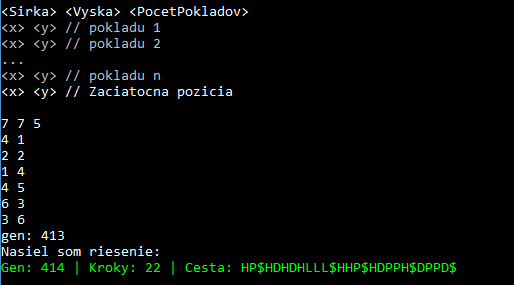 <Sirka> <Vyska> <PocetPokladov>
<x> <y> // pokladu 1
<x> <y> // pokladu 2
...
<x> <y> // pokladu n
<x> <y> // Zaciatocna pozicia
7 7 5
4 1
2 2
1 4
4 5
6 3
3 6
gen: 413
Nasiel som riesenie:
Gen: 414 | Kroky: 22 | Cesta: HP$HDHDHLLL$HHP$HDPPH$DPPD$